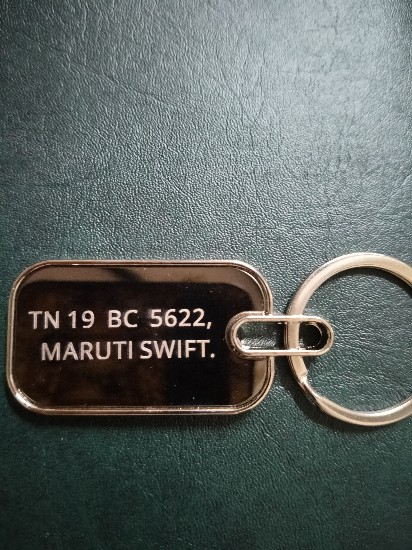 TN 19 BC 5622,
MARUTI SWIFT.